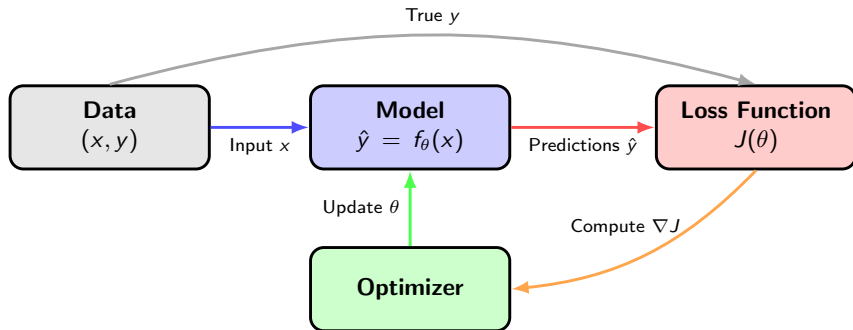 True y
Data
(x, y)
Input x
Model
ŷ = f_θ(x)
Predictions ŷ
Loss Function
J(θ)
Update θ
Compute ∇J
Optimizer